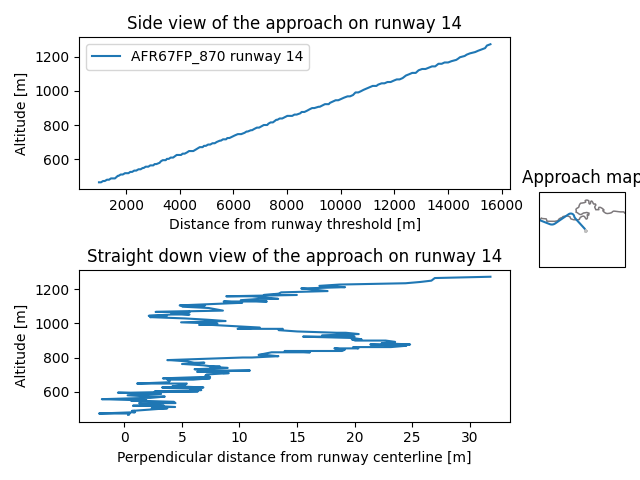 Side view of the approach on runway 14
AFR67FP_870 runway 14
Altitude [m]
1200
1000
800
600
2000 4000 6000 8000 10000 12000 14000 16000
Distance from runway threshold [m]
Approach map
Straight down view of the approach on runway 14
Altitude [m]
1200
1000
800
600
0 5 10 15 20 25 30
Perpendicular distance from runway centerline [m]